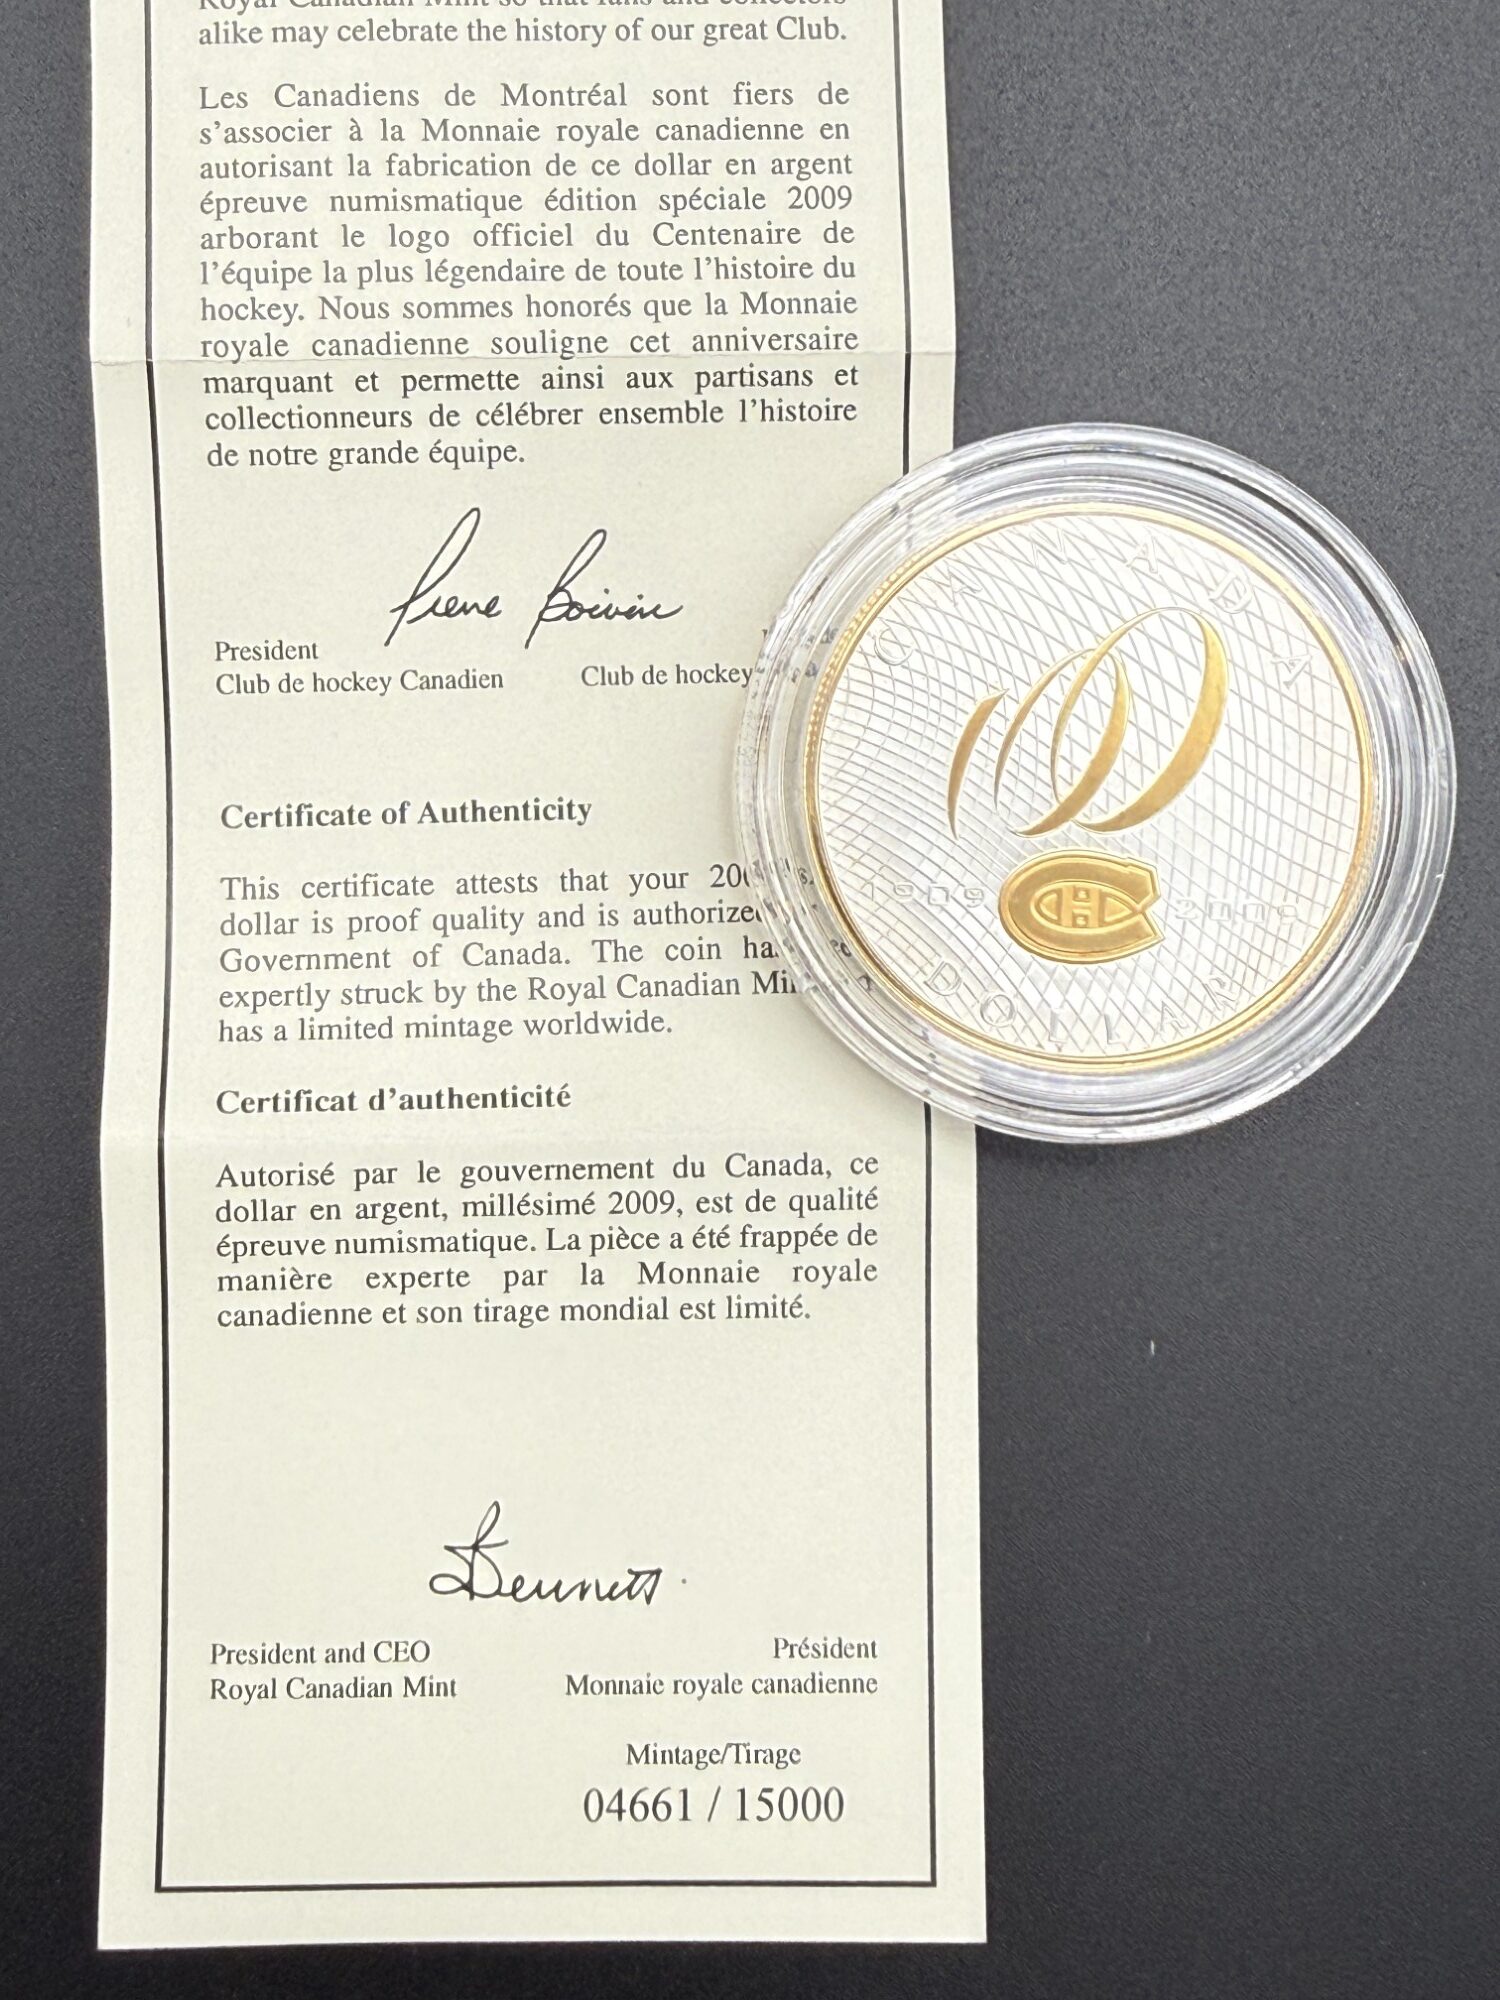 alike may celebrate the history of our great Club.
Les Canadiens de Montréal sont fiers de
s'associer à la Monnaie royale canadienne en
autorisant la fabrication de ce dollar en argent
épreuve numismatique édition spéciale 2009
arborant le logo officiel du Centenaire de
l'équipe la plus légendaire de toute l'histoire du
hockey. Nous sommes honorés que la Monnaie
royale canadienne souligne cet anniversaire
marquant et permette ainsi aux partisans et
collectionneurs de célébrer ensemble l'histoire
de notre grande équipe.
Pierre Boivin
President
Club de hockey Canadien
Club de hockey
Certificate of Authenticity
This certificate attests that your
dollar is proof quality and is
Government of Canada. The coin
expertly struck by the Royal Canadian
has a limited mintage worldwide.
Certificat d'authenticité
Autorisé par le gouvernement du Canada, ce
dollar en argent, millésimé 2009, est de qualité
épreuve numismatique. La pièce a été frappée de
manière experte par la Monnaie royale
canadienne et son tirage mondial est limité.
Bennett
President and CEO
Royal Canadian Mint
Président
Monnaie royale canadienne
Mintage/Tirage
04661 / 15000
CANADA
100
1909 CH 2009
DOLLAR